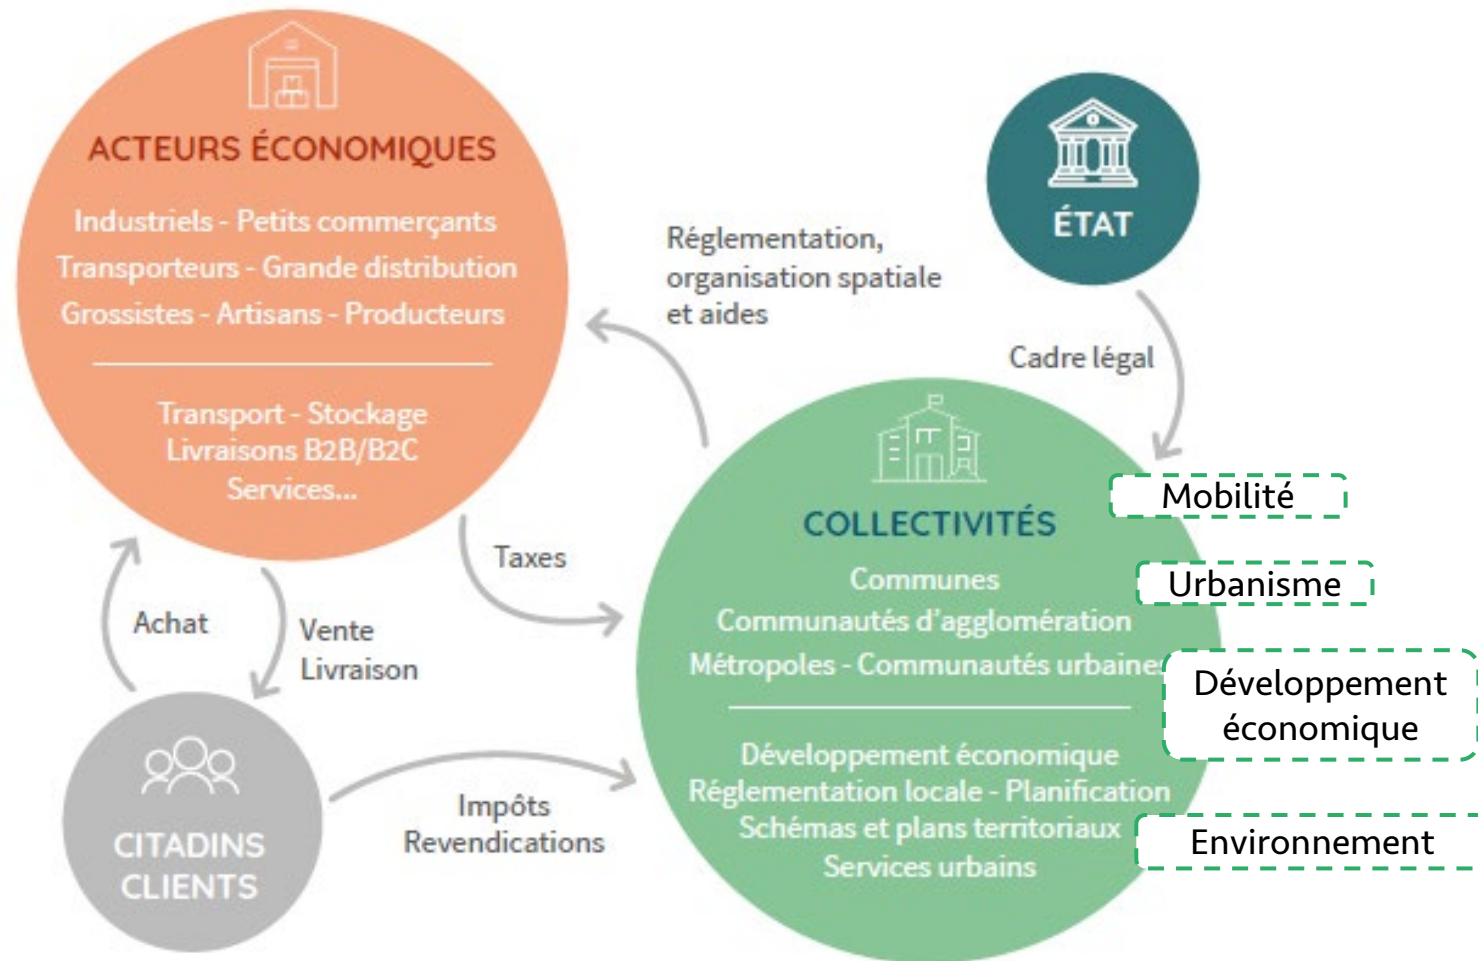 ACTEURS ÉCONOMIQUES
Industriels - Petits commerçants
Transporteurs - Grande distribution
Grossistes - Artisans - Producteurs
Transport - Stockage
Livraisons B2B/B2C
Services...
ÉTAT
Réglementation,
organisation spatiale
et aides
Cadre légal
COLLECTIVITÉS
Communes
Communautés d'agglomération
Métropoles - Communautés urbaines
Développement économique
Réglementation locale - Planification
Schémas et plans territoriaux
Services urbains
Mobilité
Urbanisme
Développement
économique
Environnement
Taxes
Achat
Vente
Livraison
CITADINS
CLIENTS
Impôts
Revendications